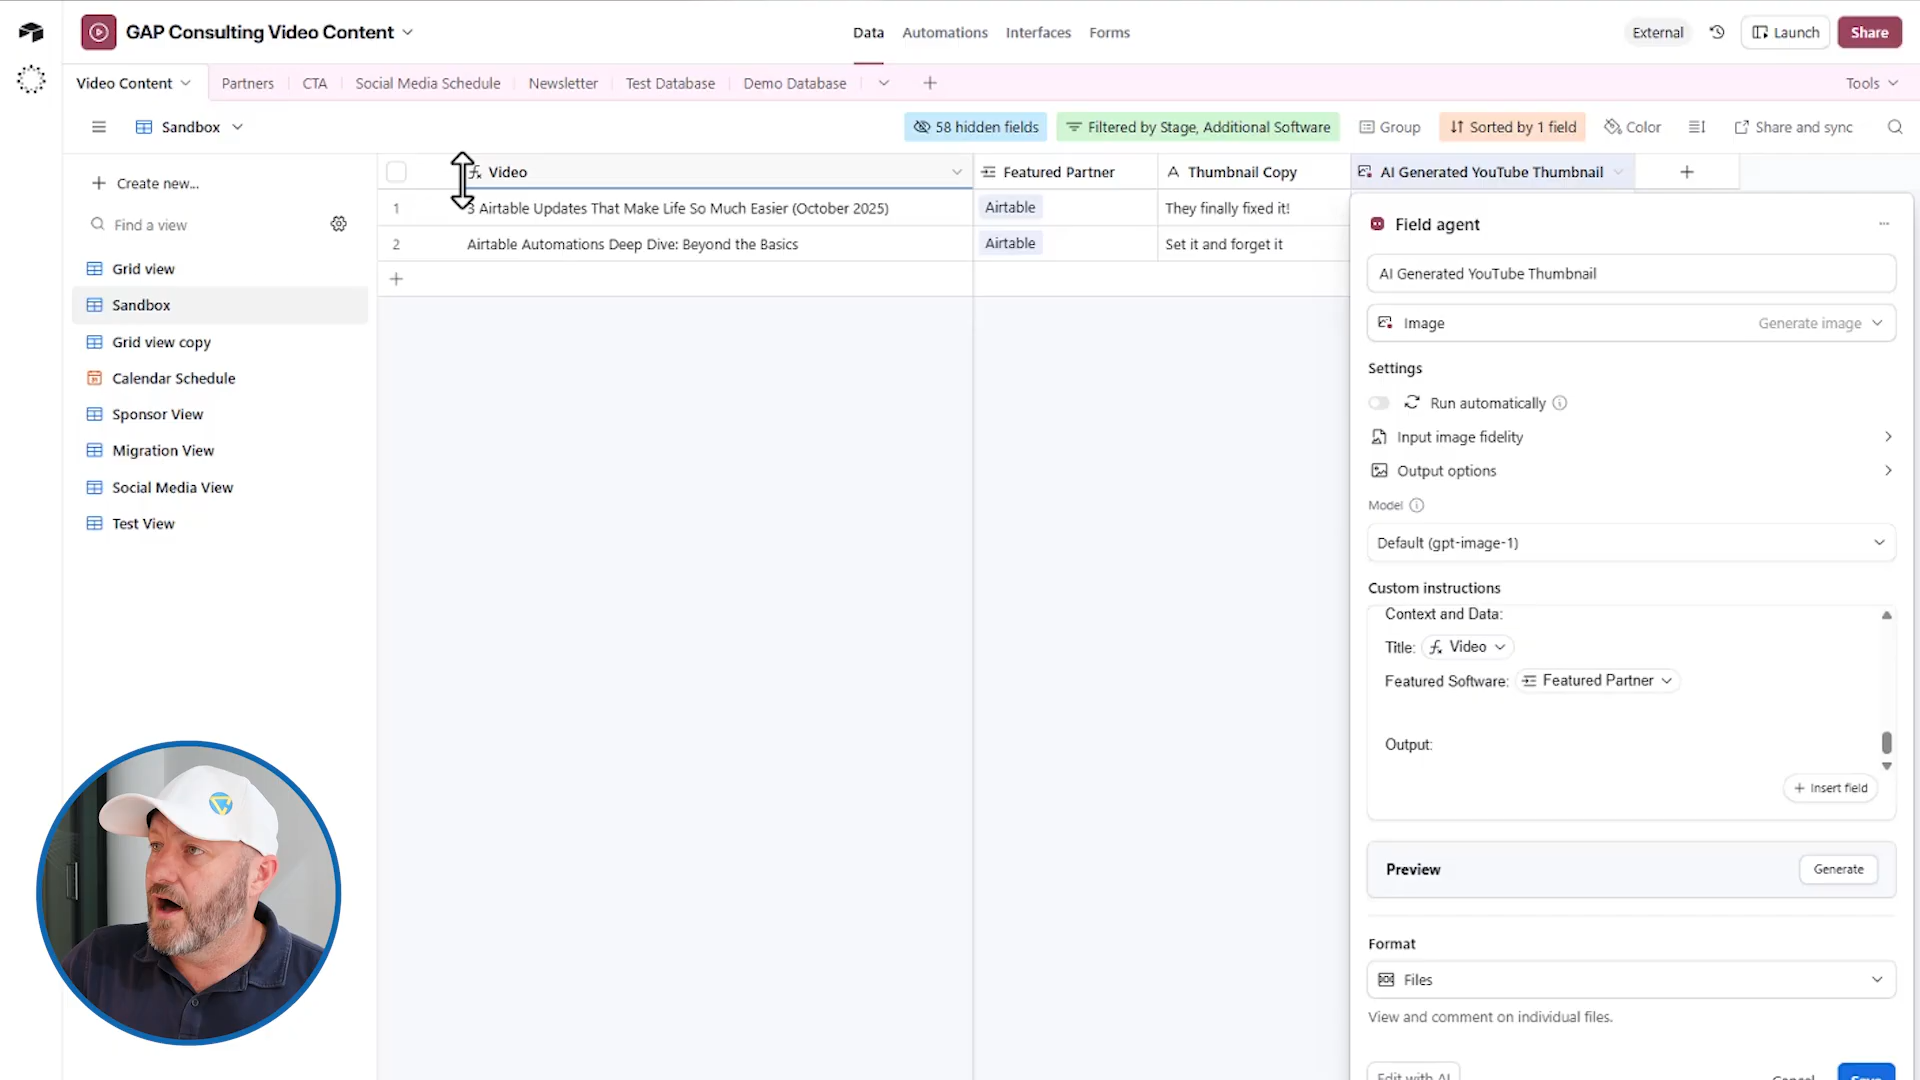 GAP Consulting Video Content
Data
Automations
Interfaces
Forms
External
Launch
Share
Video Content
Partners
CTA
Social Media Schedule
Newsletter
Test Database
Demo Database
Tools
Sandbox
58 hidden fields
Filtered by Stage, Additional Software
Group
Sorted by 1 field
Color
Share and sync
Create new...
Find a view
Grid view
Sandbox
Grid view copy
Calendar Schedule
Sponsor View
Migration View
Social Media View
Test View
Video
Featured Partner
Thumbnail Copy
AI Generated YouTube Thumbnail
1
3 Airtable Updates That Make Life So Much Easier (October 2025)
Airtable
They finally fixed it!
2
Airtable Automations Deep Dive: Beyond the Basics
Airtable
Set it and forget it
Field agent
AI Generated YouTube Thumbnail
Image
Generate image
Settings
Run automatically
Input image fidelity
Output options
Model
Default (gpt-image-1)
Custom instructions
Context and Data:
Title: Video
Featured Software: Featured Partner
Output:
Insert field
Preview
Generate
Format
Files
View and comment on individual files.
Edit with AI
Cancel
Save